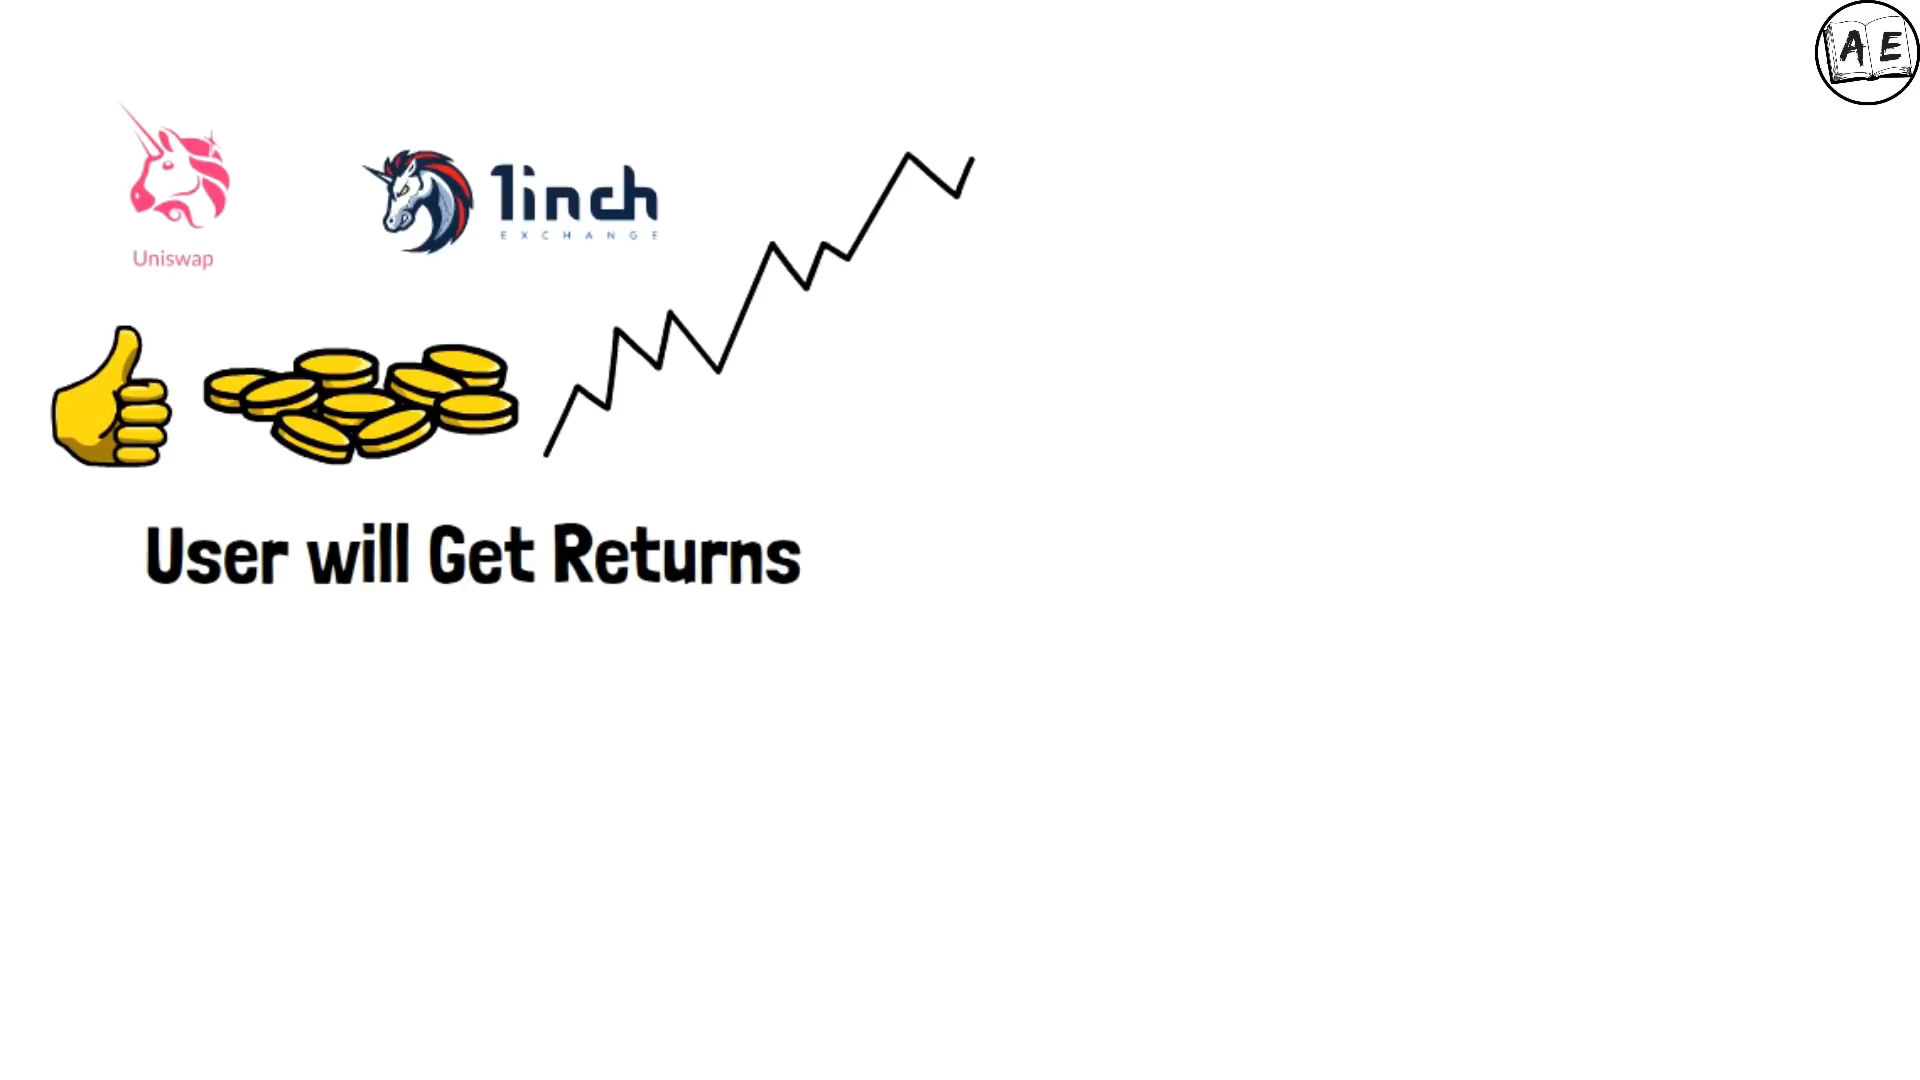 A E
Uniswap
1inch
EXCHANGE
User will Get Returns